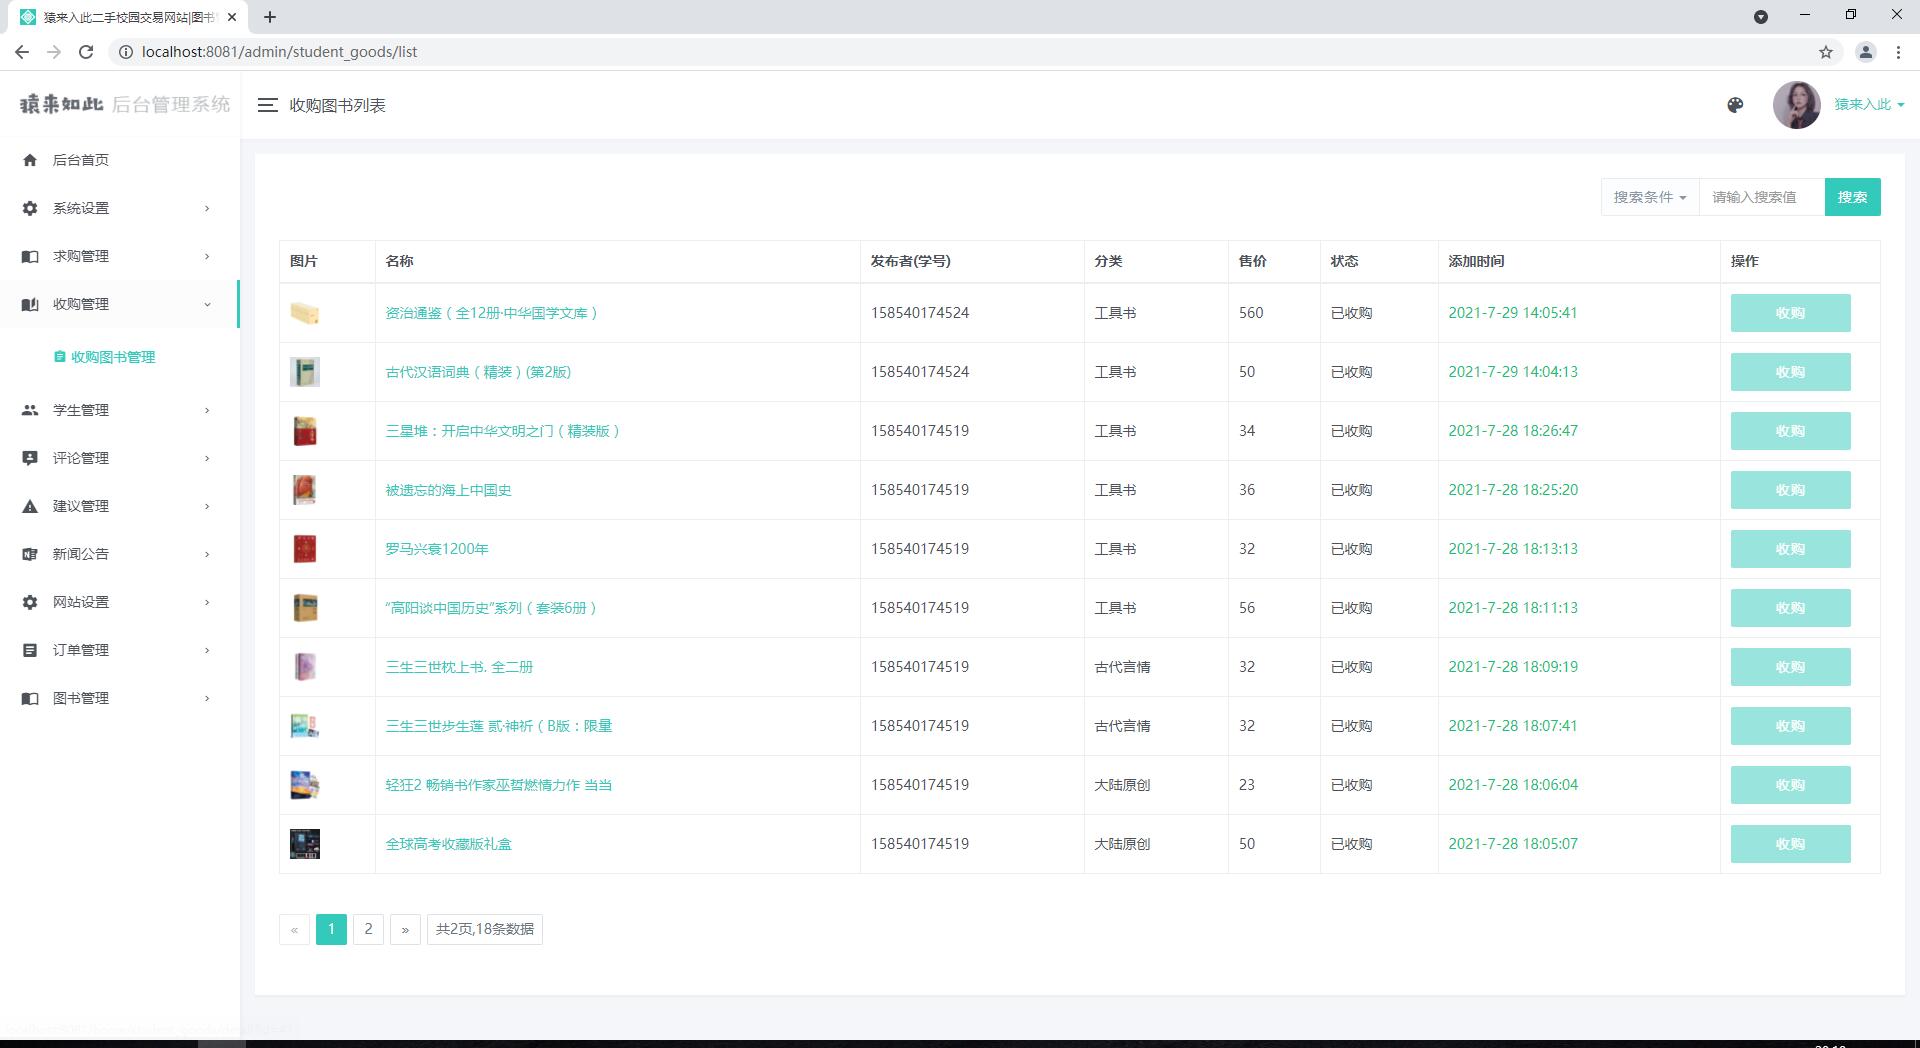 猿来入此二手校园交易网站|图书
localhost:8081/admin/student_goods/list
猿来如此 后台管理系统
收购图书列表
猿来入此
后台首页
系统设置
求购管理
收购管理
收购图书管理
学生管理
评论管理
建议管理
新闻公告
网站设置
订单管理
图书管理
搜索条件 请输入搜索值 搜索
图片 名称 发布者(学号) 分类 售价 状态 添加时间 操作
资治通鉴（全12册·中华国学文库） 158540174524 工具书 560 已收购 2021-7-29 14:05:41 收购
古代汉语词典（精装）(第2版) 158540174524 工具书 50 已收购 2021-7-29 14:04:13 收购
三星堆：开启中华文明之门（精装版） 158540174519 工具书 34 已收购 2021-7-28 18:26:47 收购
被遗忘的海上中国史 158540174519 工具书 36 已收购 2021-7-28 18:25:20 收购
罗马兴衰1200年 158540174519 工具书 32 已收购 2021-7-28 18:13:13 收购
“高阳谈中国历史”系列（套装6册） 158540174519 工具书 56 已收购 2021-7-28 18:11:13 收购
三生三世枕上书. 全二册 158540174519 古代言情 32 已收购 2021-7-28 18:09:19 收购
三生三世步生莲 贰·神祈（B版：限量 158540174519 古代言情 32 已收购 2021-7-28 18:07:41 收购
轻狂2 畅销书作家巫哲燃情力作 当当 158540174519 大陆原创 23 已收购 2021-7-28 18:06:04 收购
全球高考收藏版礼盒 158540174519 大陆原创 50 已收购 2021-7-28 18:05:07 收购
« 1 2 » 共2页,18条数据